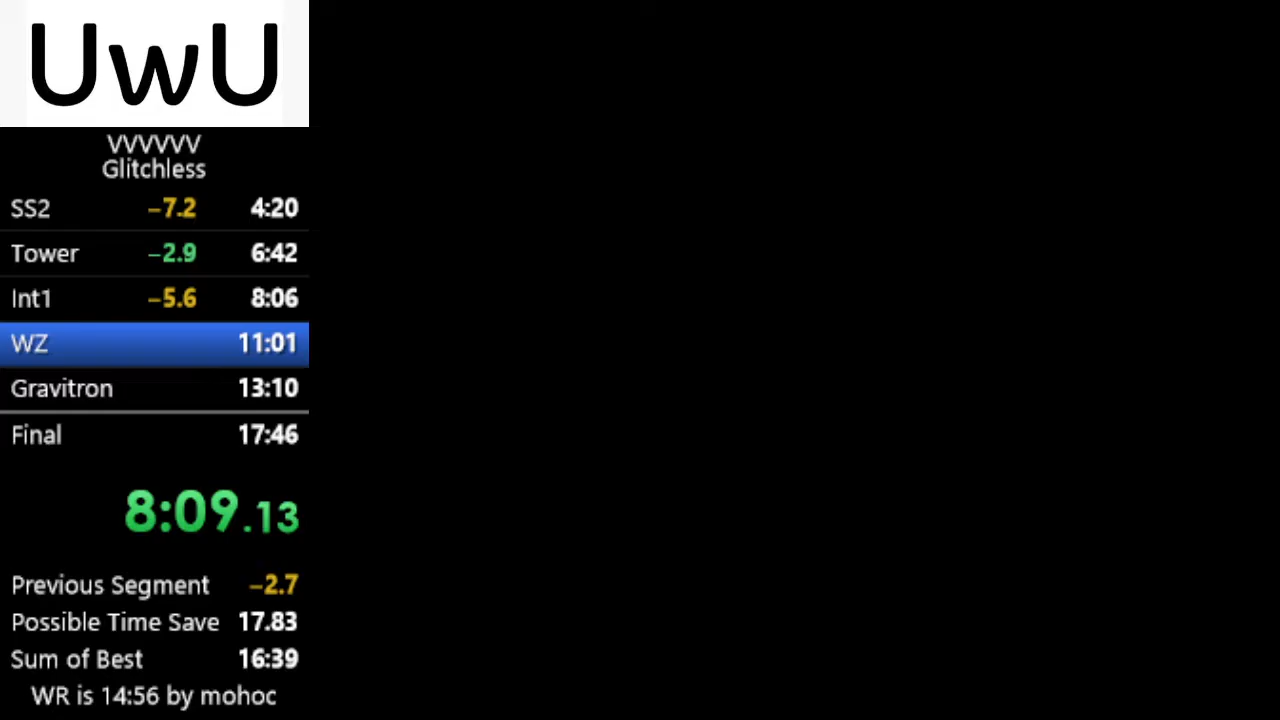 UwU
VVVVVV
Glitchless
SS2 −7.2 4:20
Tower −2.9 6:42
Int1 −5.6 8:06
WZ 11:01
Gravitron 13:10
Final 17:46
8:09.13
Previous Segment −2.7
Possible Time Save 17.83
Sum of Best 16:39
WR is 14:56 by mohoc